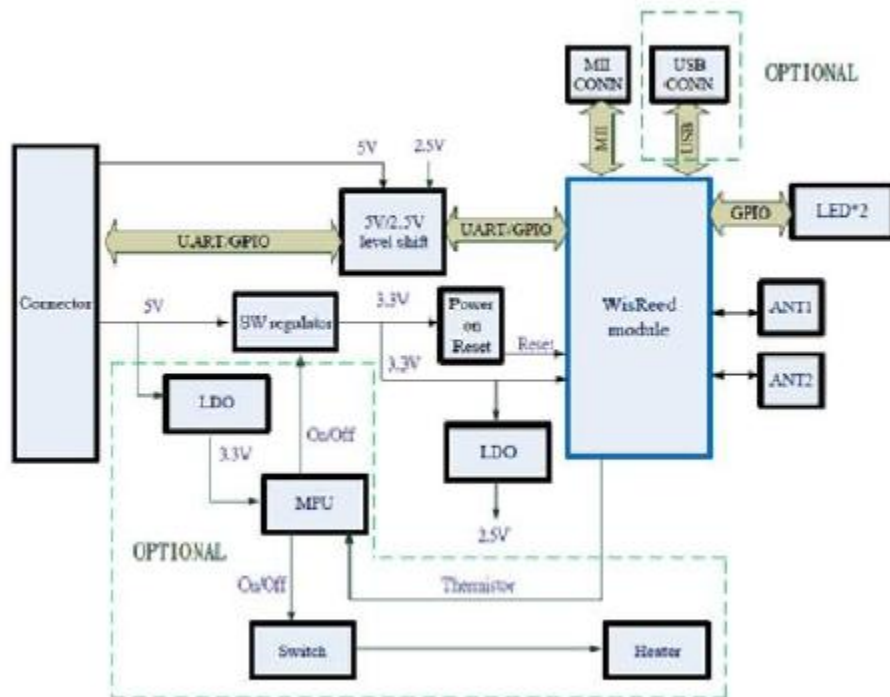 MII
CONN
USB
CONN
OPTIONAL
MII
USB
5V
2.5V
5V/2.5V
level shift
UART/GPIO
UART/GPIO
GPIO
LED*2
Connector
WisReed
module
5V
SW regulator
3.3V
Power
on
Reset
Reset
3.3V
ANT1
ANT2
LDO
3.3V
On/Off
LDO
2.5V
MPU
OPTIONAL
On/Off
Thermistor
Switch
Heater